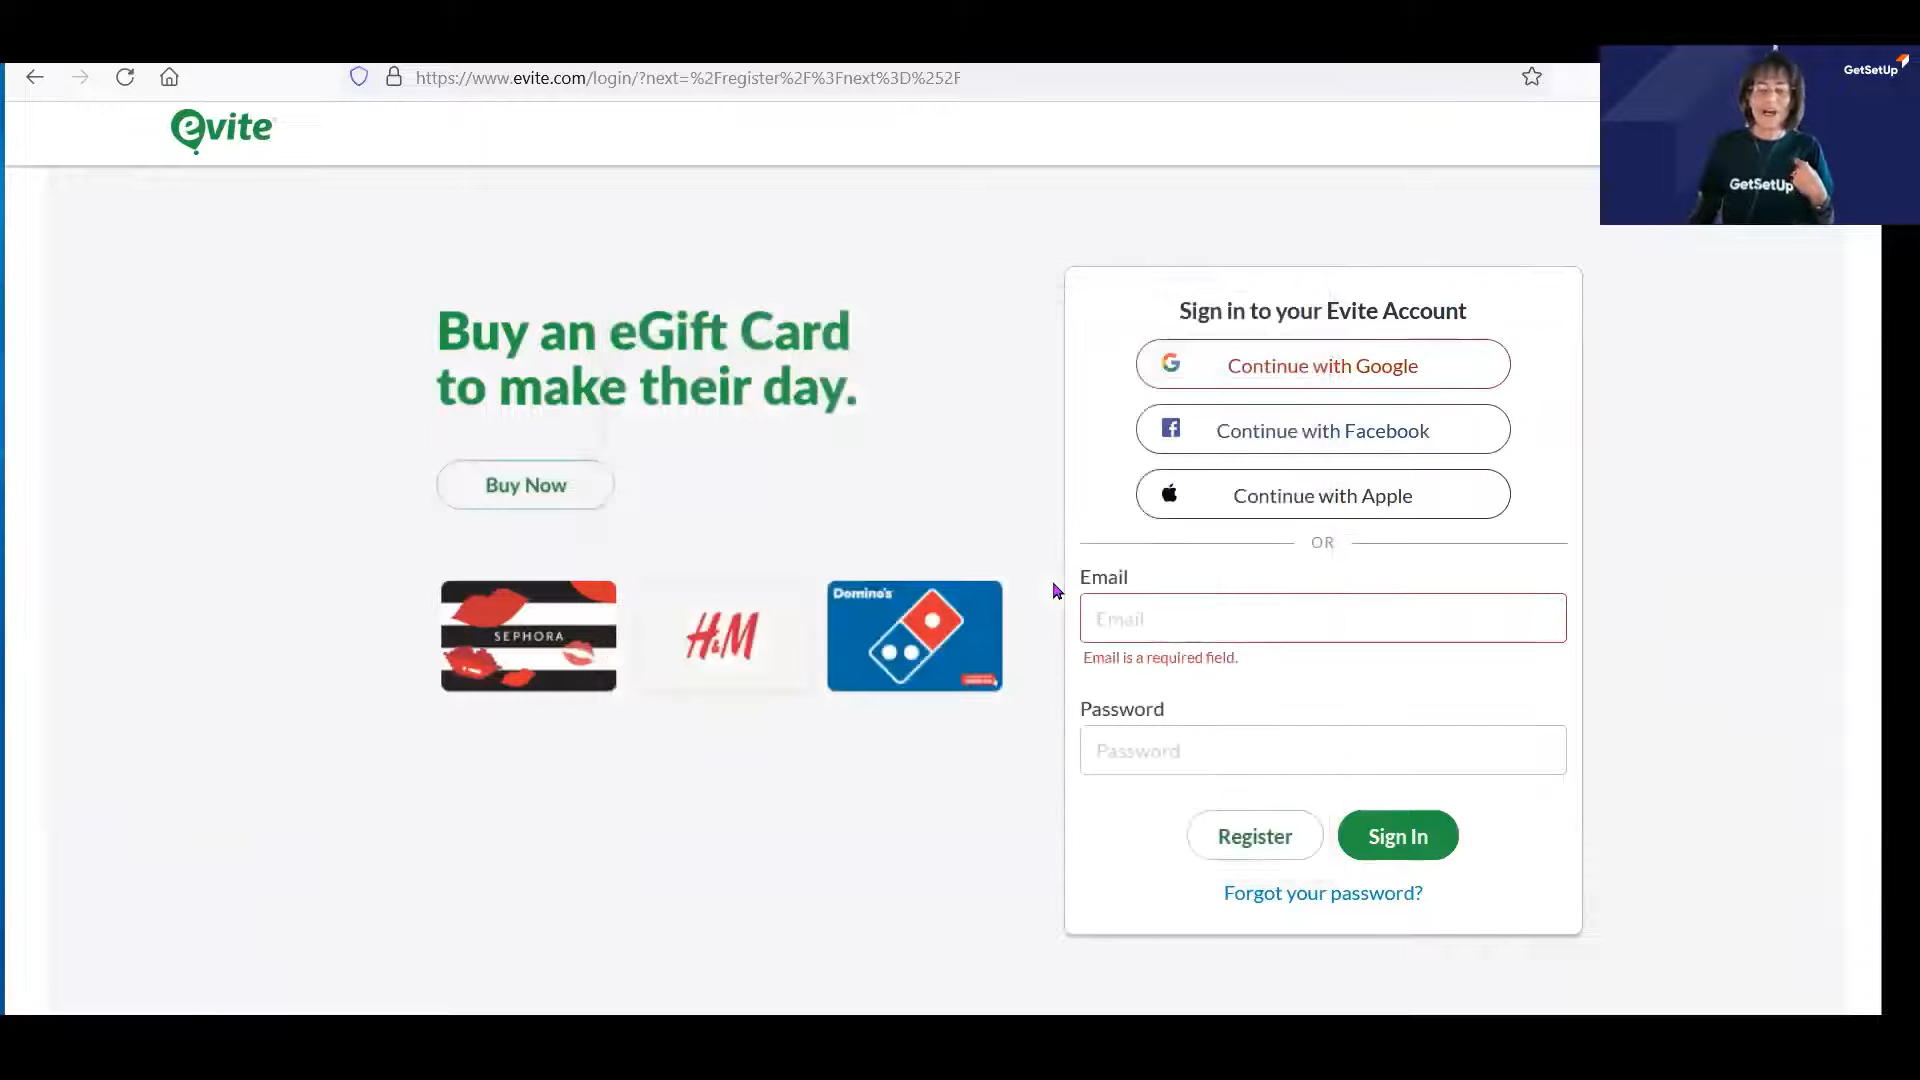 https://www.evite.com/login/?next=%2Fregister%2F%3Fnext%3D%252F
GetSetUp
GetSetUp
evite
Buy an eGift Card
to make their day.
Buy Now
SEPHORA
H&M
Domino's
Sign in to your Evite Account
Continue with Google
Continue with Facebook
Continue with Apple
OR
Email
Email
Email is a required field.
Password
Password
Register
Sign In
Forgot your password?